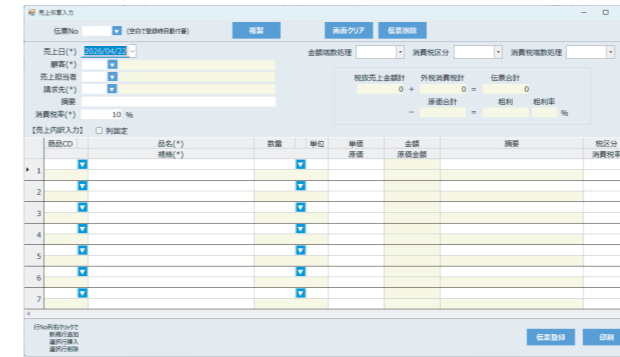 売上伝票入力
伝票No (空白で登録時自動付番) 複製 画面クリア 伝票削除
売上日(*) 2026/04/22 金額端数処理 消費税区分 消費税端数処理
顧客(*)
売上担当者 税抜売上金額計 外税消費税計 伝票合計
請求先(*) 0 + 0 = 0
摘要 原価合計 粗利 粗利率
消費税率(*) 10 % － = %
【売上内訳入力】 列固定
商品CD 品名(*) 数量 単位 単価 金額 摘要 税区分
規格(*) 原価 原価金額 消費税率
1
2
3
4
5
6
7
行No列右クリックで
新規行追加
選択行挿入
選択行削除
伝票登録 印刷